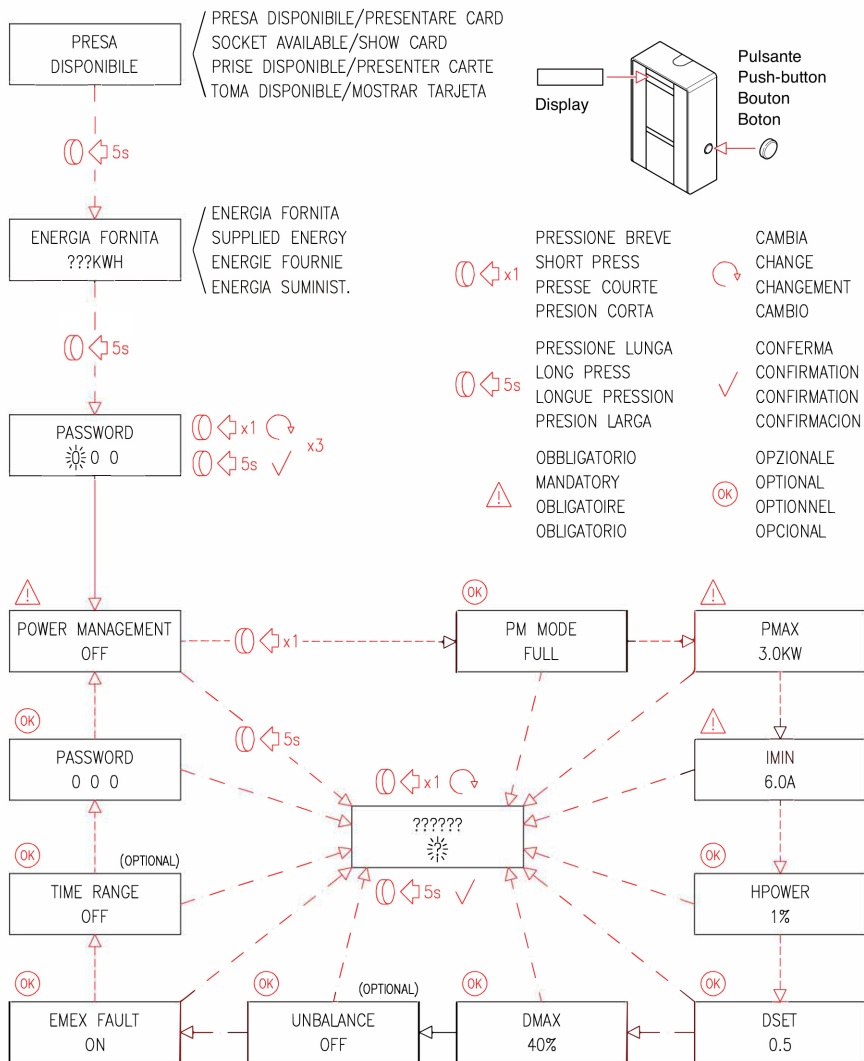 PRESA
DISPONIBILE
PRESA DISPONIBILE/PRESENTARE CARD
SOCKET AVAILABLE/SHOW CARD
PRISE DISPONIBLE/PRESENTER CARTE
TOMA DISPONIBLE/MOSTRAR TARJETA
Display
Pulsante
Push-button
Bouton
Boton
5s
ENERGIA FORNITA
???KWH
ENERGIA FORNITA
SUPPLIED ENERGY
ENERGIE FOURNIE
ENERGIA SUMINIST.
x1
PRESSIONE BREVE
SHORT PRESS
PRESSE COURTE
PRESION CORTA
CAMBIA
CHANGE
CHANGEMENT
CAMBIO
5s
5s
PRESSIONE LUNGA
LONG PRESS
LONGUE PRESSION
PRESION LARGA
CONFERMA
CONFIRMATION
CONFIRMATION
CONFIRMACION
PASSWORD
0 0 0
x1
5s
x3
!
OBBLIGATORIO
MANDATORY
OBLIGATOIRE
OBLIGATORIO
OK
OPZIONALE
OPTIONAL
OPTIONNEL
OPCIONAL
!
POWER MANAGEMENT
OFF
x1
OK
PM MODE
FULL
!
PMAX
3.0KW
5s
OK
PASSWORD
0 0 0
x1
!
IMIN
6.0A
??????
?
5s
OK
(OPTIONAL)
TIME RANGE
OFF
OK
HPOWER
1%
OK
EMEX FAULT
ON
OK
(OPTIONAL)
UNBALANCE
OFF
OK
DMAX
40%
OK
DSET
0.5